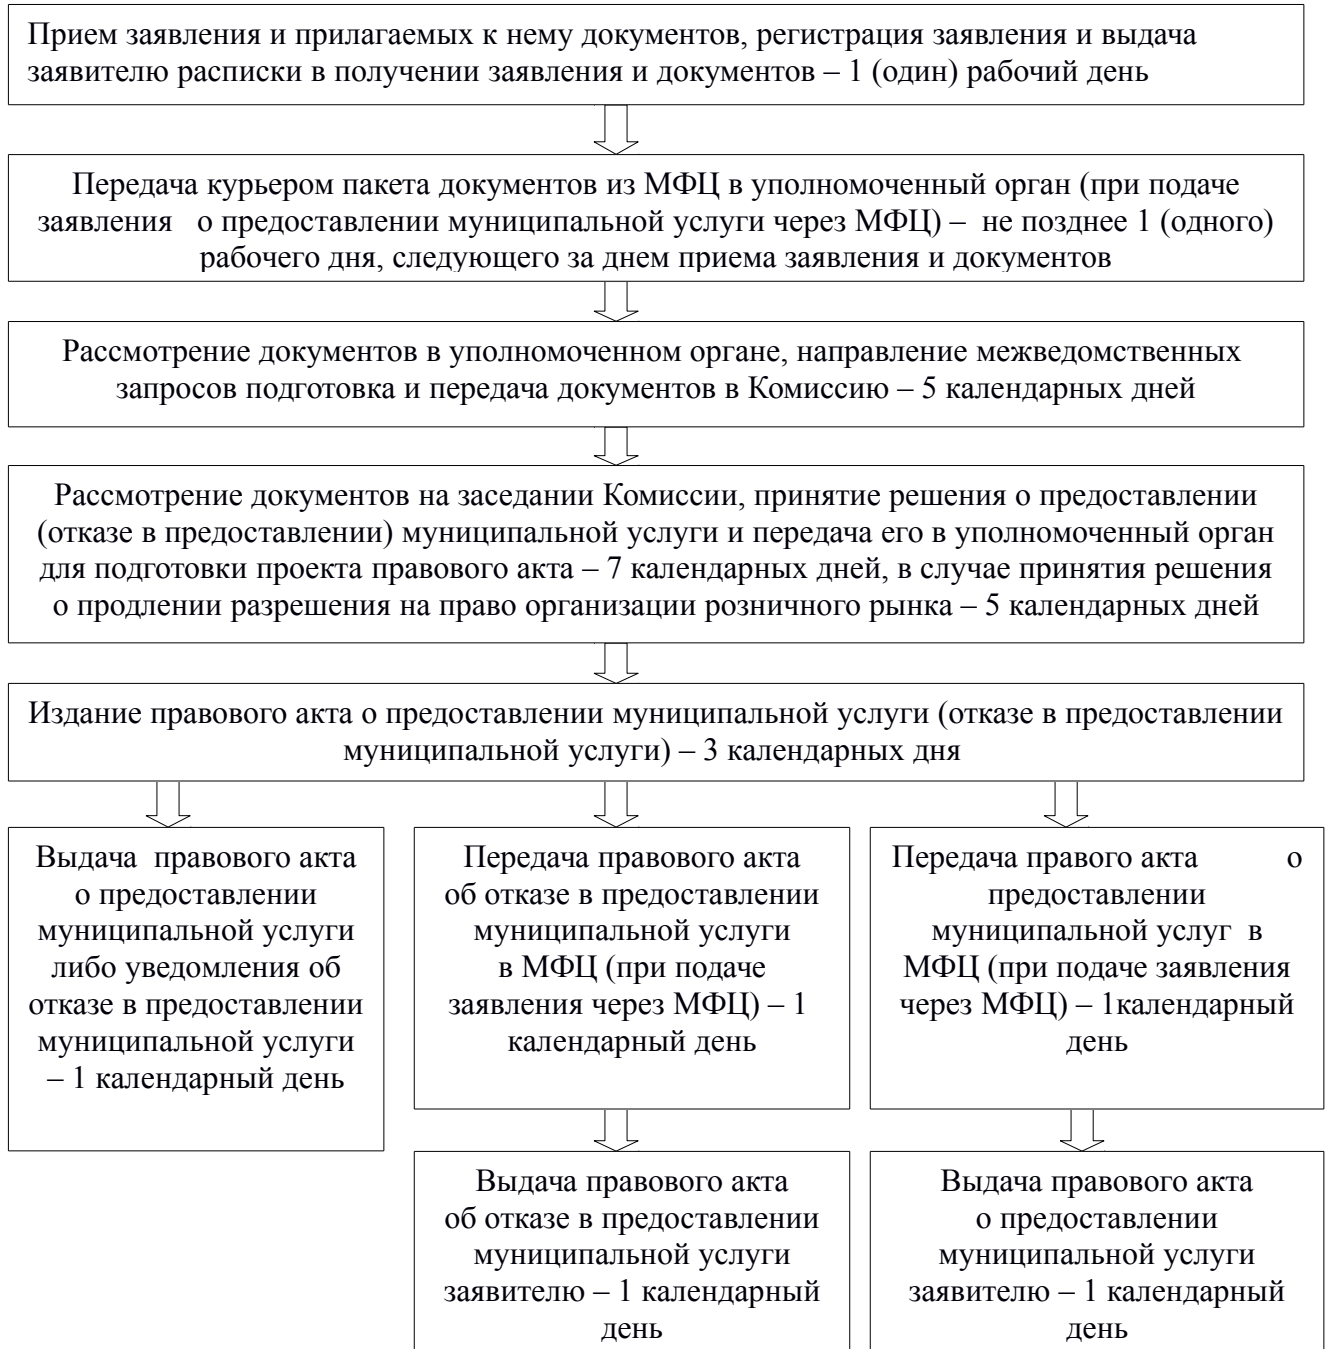 Прием заявления и прилагаемых к нему документов, регистрация заявления и выдача
заявителю расписки в получении заявления и документов – 1 (один) рабочий день
Передача курьером пакета документов из МФЦ в уполномоченный орган (при подаче
заявления о предоставлении муниципальной услуги через МФЦ) – не позднее 1 (одного)
рабочего дня, следующего за днем приема заявления и документов
Рассмотрение документов в уполномоченном органе, направление межведомственных
запросов подготовка и передача документов в Комиссию – 5 календарных дней
Рассмотрение документов на заседании Комиссии, принятие решения о предоставлении
(отказе в предоставлении) муниципальной услуги и передача его в уполномоченный орган
для подготовки проекта правового акта – 7 календарных дней, в случае принятия решения
о продлении разрешения на право организации розничного рынка – 5 календарных дней
Издание правового акта о предоставлении муниципальной услуги (отказе в предоставлении
муниципальной услуги) – 3 календарных дня
Выдача правового акта
о предоставлении
муниципальной услуги
либо уведомления об
отказе в предоставлении
муниципальной услуги
– 1 календарный день
Передача правового акта
об отказе в предоставлении
муниципальной услуги
в МФЦ (при подаче
заявления через МФЦ) – 1
календарный день
Передача правого акта о
предоставлении
муниципальной услуг в
МФЦ (при подаче заявления
через МФЦ) – 1календарный
день
Выдача правового акта
об отказе в предоставлении
муниципальной услуги
заявителю – 1 календарный
день
Выдача правового акта
о предоставлении
муниципальной услуги
заявителю – 1 календарный
день